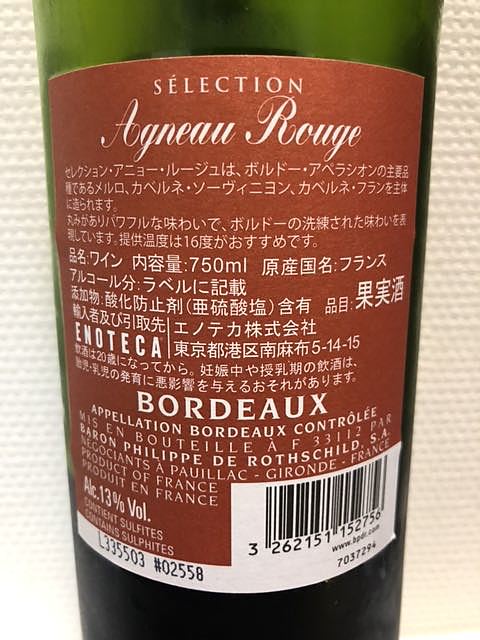 SÉLECTION
Agneau Rouge
セレクション・アニョー・ルージュは、ボルドー・アペラシオンの主要品
種であるメルロ、カベルネ・ソーヴィニヨン、カベルネ・フランを主体
に造られます。
丸みがありパワフルな味わいで、ボルドーの洗練された味わいを表
現しています。提供温度は16度がおすすめです。
品名:ワイン 内容量:750ml 原産国名:フランス
アルコール分:ラベルに記載
添加物:酸化防止剤(亜硫酸塩)含有 品目:果実酒
輸入者及び引取先 エノテカ株式会社
ENOTECA 東京都港区南麻布5-14-15
飲酒は20歳になってから。妊娠中や授乳期の飲酒は、
胎児・乳児の発育に悪影響を与えるおそれがあります。
BORDEAUX
APPELLATION BORDEAUX CONTRÔLÉE
MIS EN BOUTEILLE À F 33112 PAR
BARON PHILIPPE DE ROTHSCHILD, S.A.
NÉGOCIANTS À PAUILLAC - GIRONDE - FRANCE
PRODUCT OF FRANCE
PRODUIT EN FRANCE
Alc.13% Vol.
CONTIENT SULFITES
CONTAINS SULPHITES
L335503 #02558
3 262151 152756
www.bpdr.com
7037294